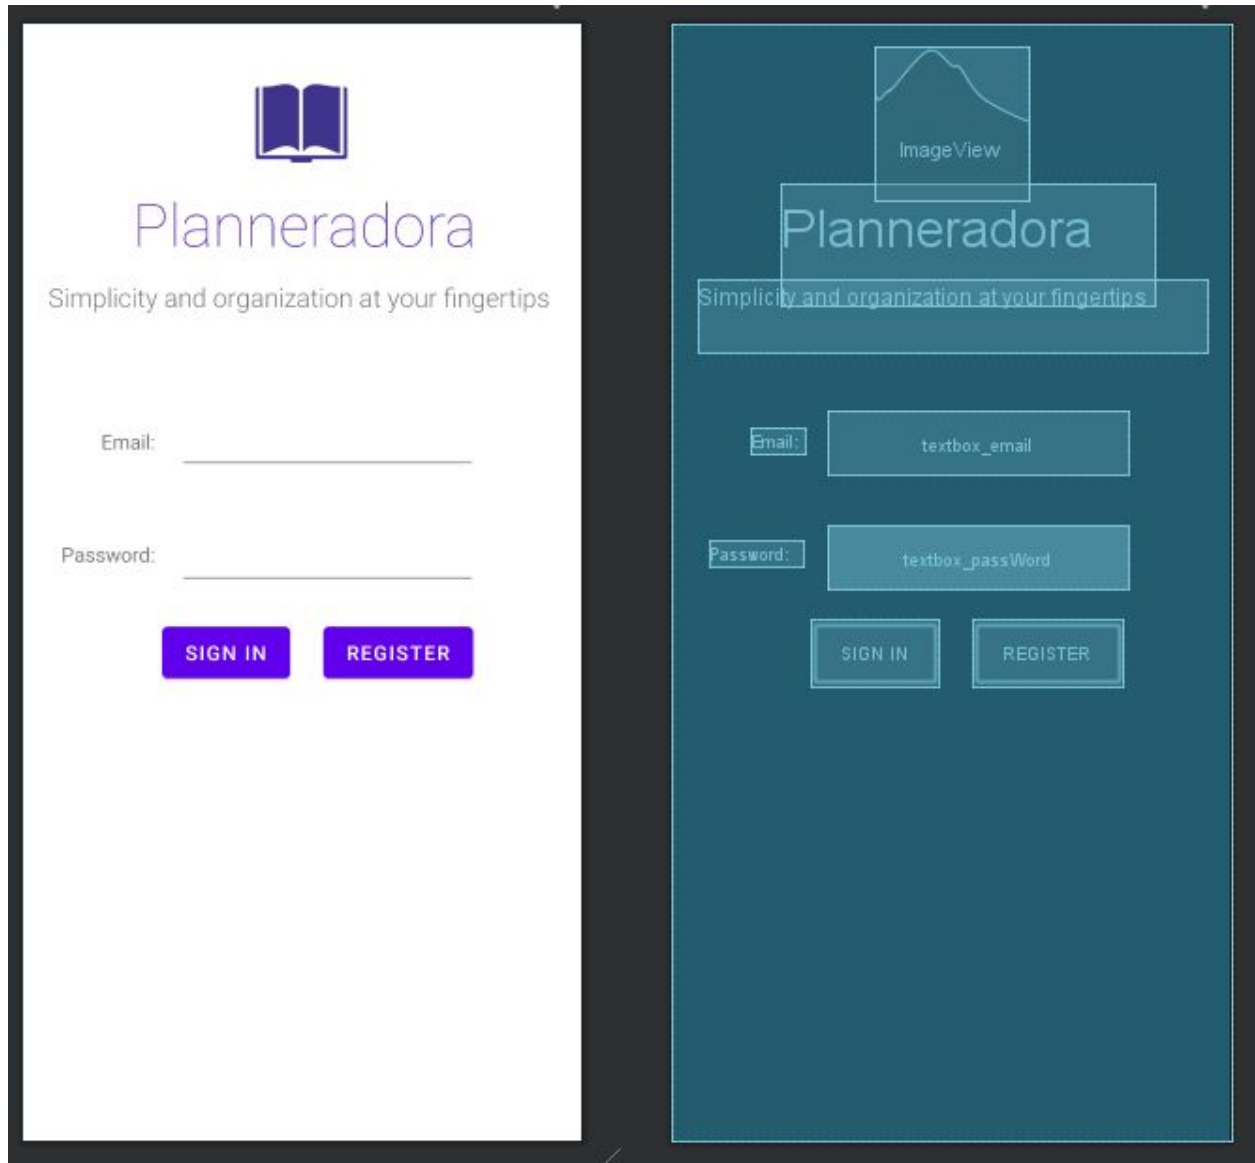 Planneradora
Simplicity and organization at your fingertips
Email:
Password:
SIGN IN REGISTER
ImageView
Planneradora
Simplicity and organization at your fingertips
Email: textbox_email
Password: textbox_passWord
SIGN IN REGISTER